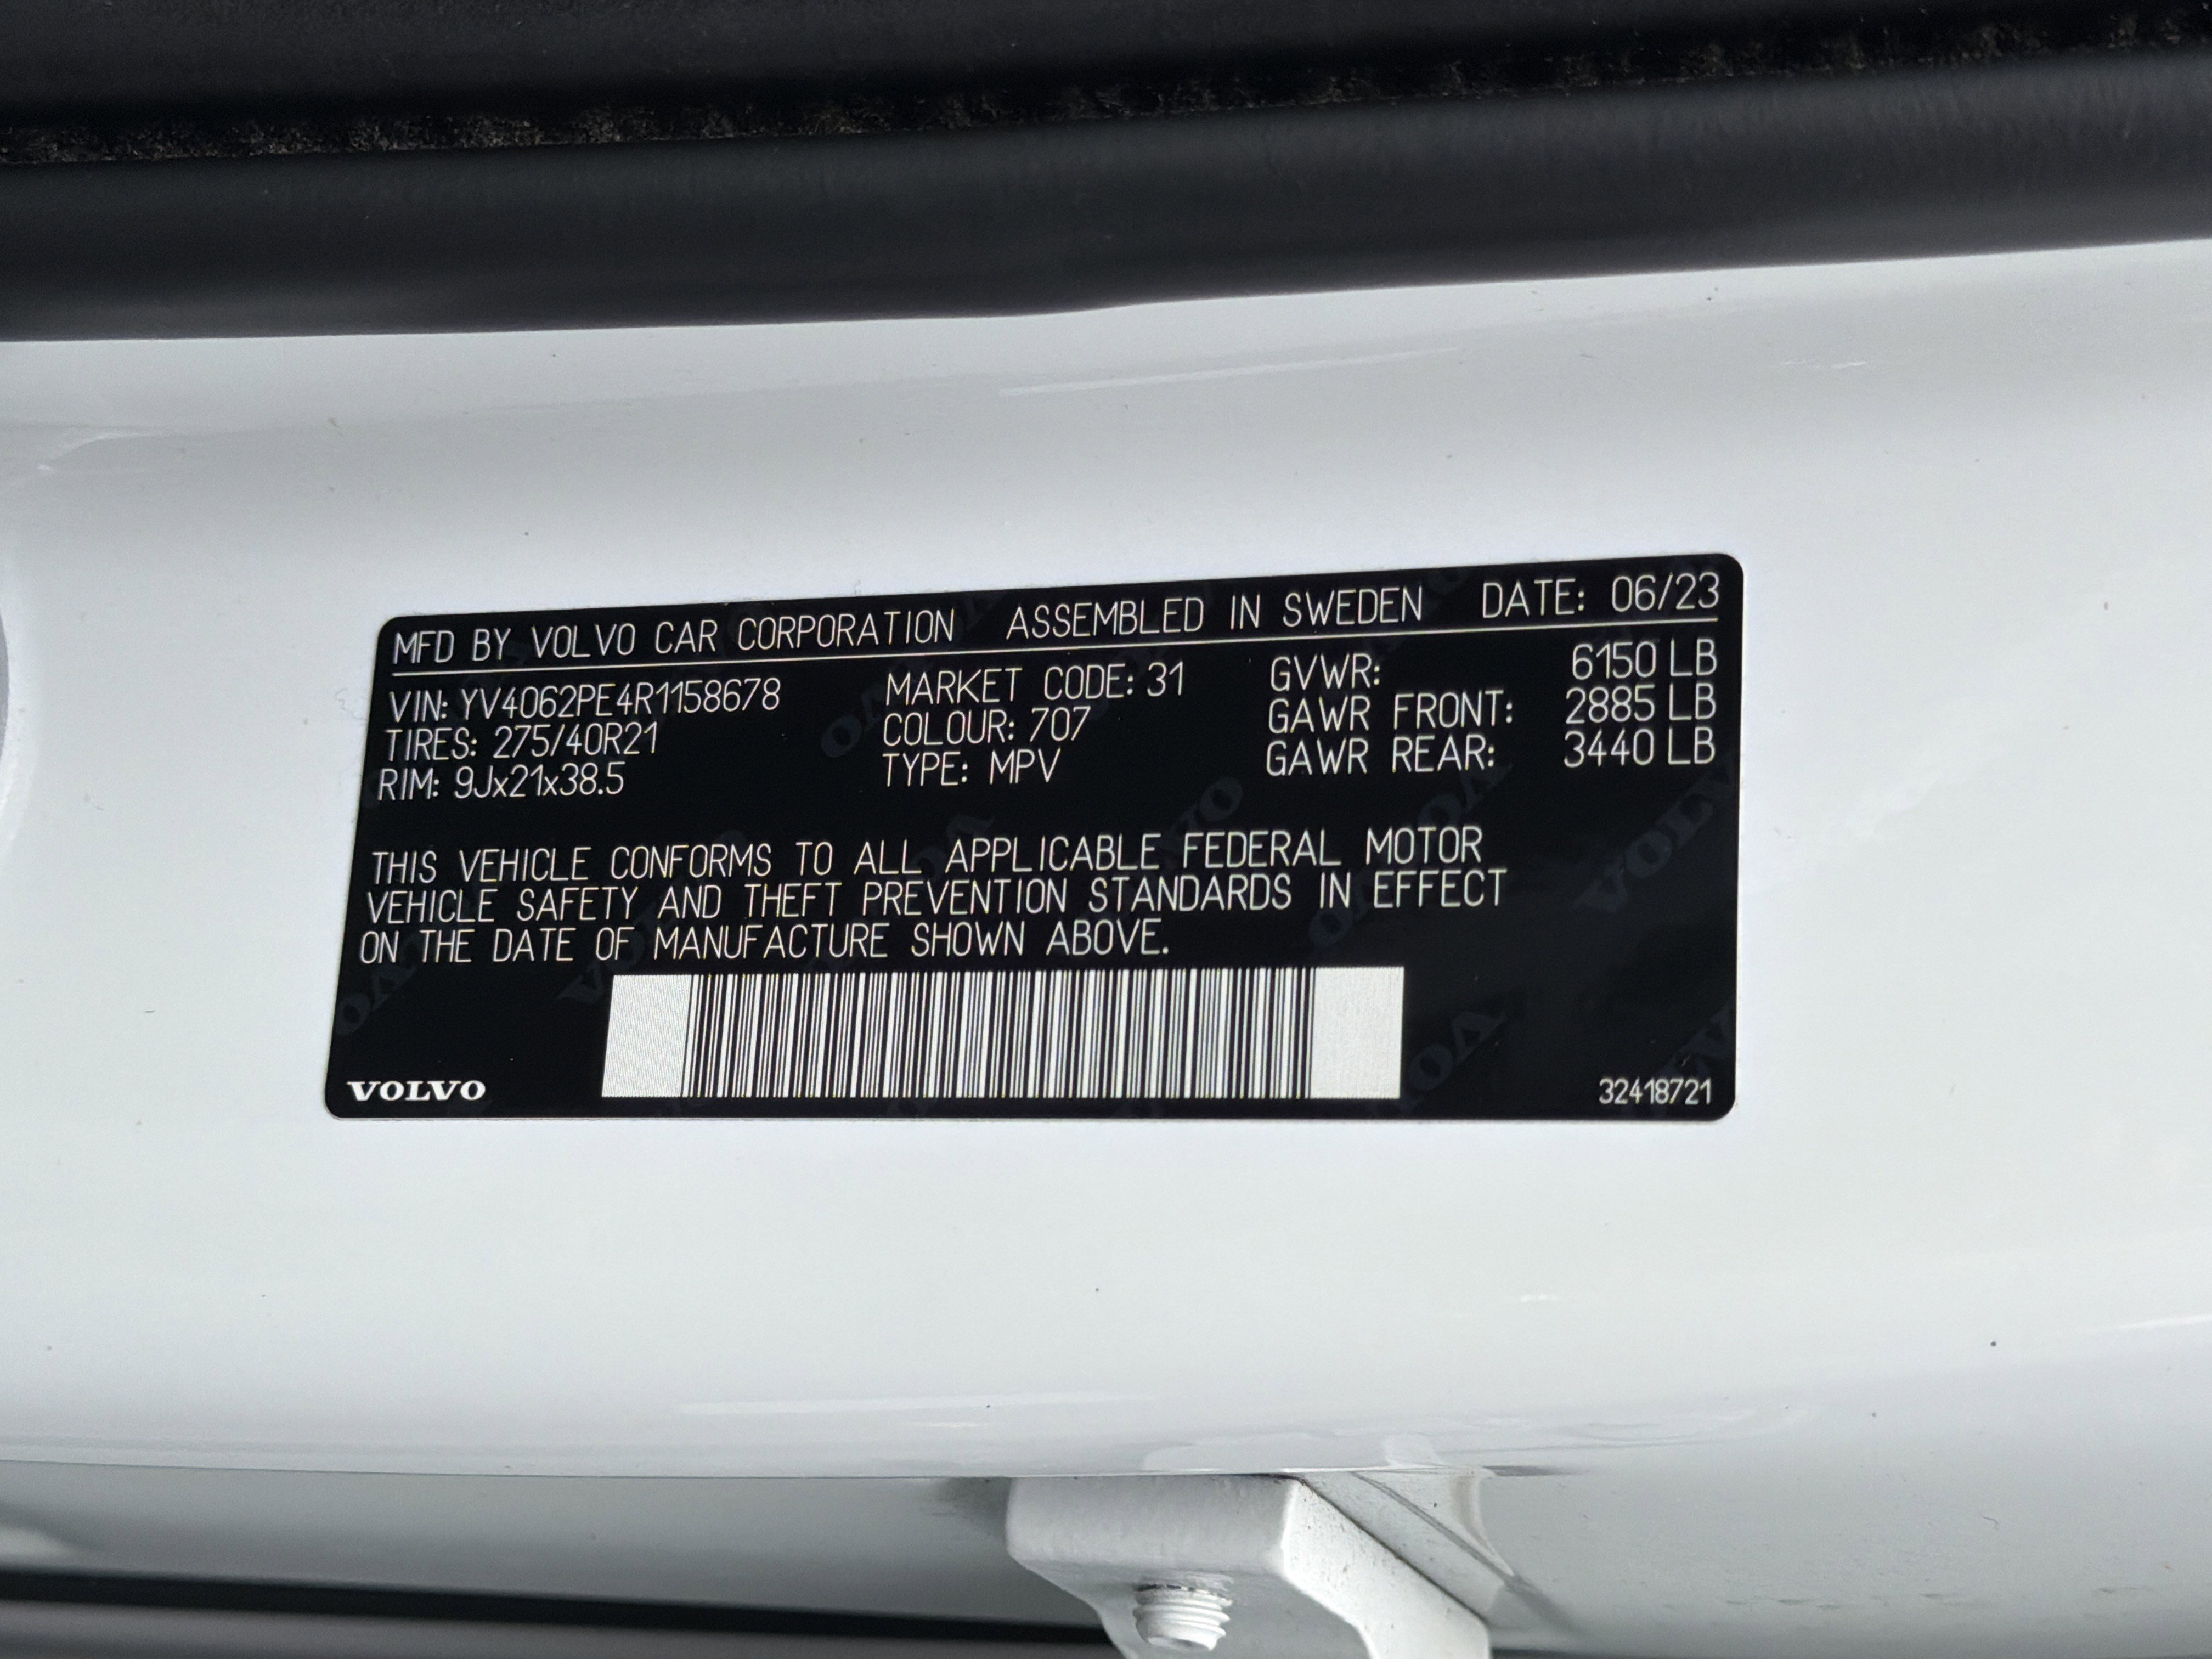 MFD BY VOLVO CAR CORPORATION ASSEMBLED IN SWEDEN DATE: 06/23
VIN: YV4062PE4R1158678 MARKET CODE: 31 GVWR: 6150 LB
TIRES: 275/40R21 COLOUR: 707 GAWR FRONT: 2885 LB
RIM: 9Jx21x38.5 TYPE: MPV GAWR REAR: 3440 LB
THIS VEHICLE CONFORMS TO ALL APPLICABLE FEDERAL MOTOR
VEHICLE SAFETY AND THEFT PREVENTION STANDARDS IN EFFECT
ON THE DATE OF MANUFACTURE SHOWN ABOVE.
VOLVO 32418721